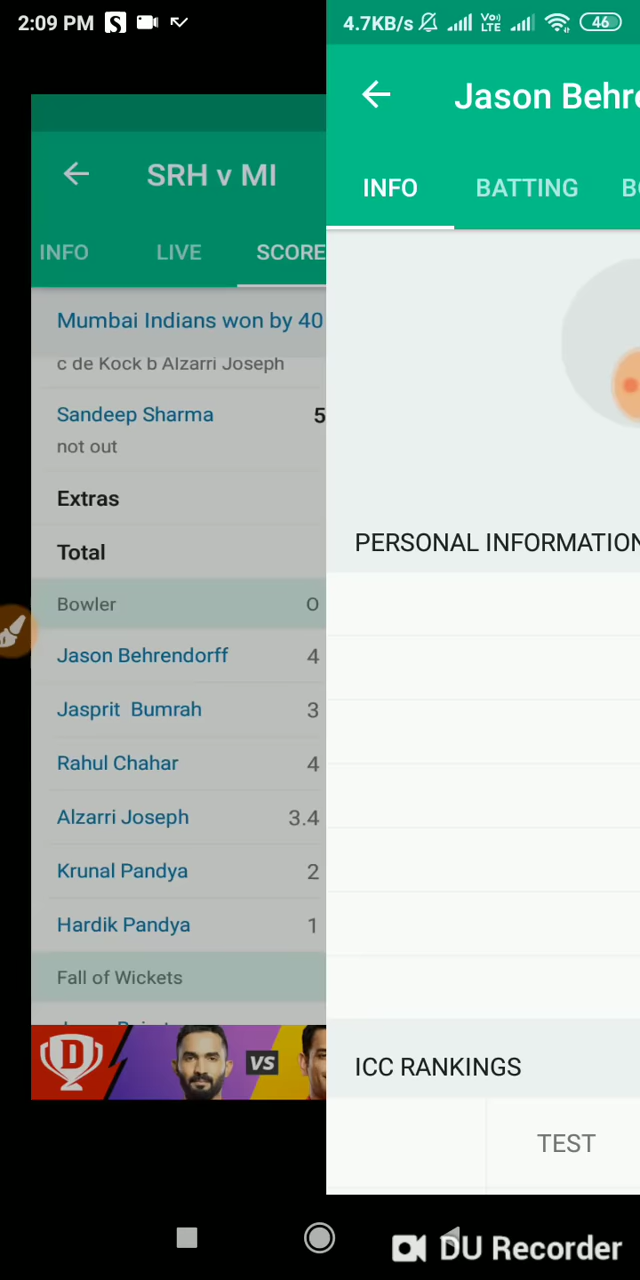 2:09 PM S
4.7KB/s Vo) LTE 46
SRH v MI
INFO LIVE SCORE
Mumbai Indians won by 40
c de Kock b Alzarri Joseph
Sandeep Sharma 5
not out
Extras
Total
Bowler O
Jason Behrendorff 4
Jasprit Bumrah 3
Rahul Chahar 4
Alzarri Joseph 3.4
Krunal Pandya 2
Hardik Pandya 1
Fall of Wickets
D VS
Jason Behre
INFO BATTING B
PERSONAL INFORMATION
ICC RANKINGS
TEST
DU Recorder